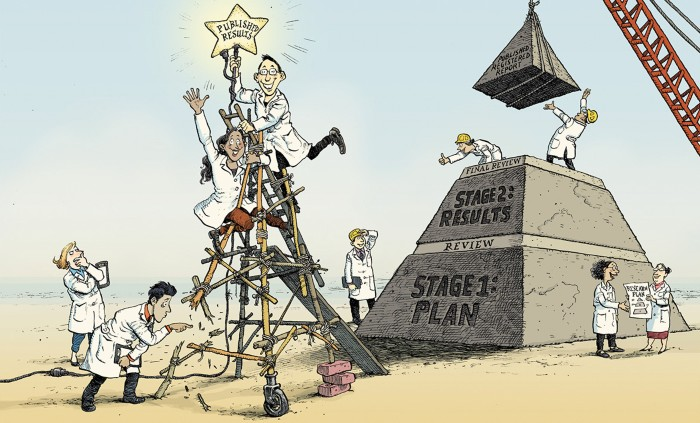 PUBLISHED
RESULTS
PUBLISHED
REGISTERED
REPORT
FINAL REVIEW
STAGE 2:
RESULTS
REVIEW
STAGE 1:
PLAN
RESEARCH
PLAN